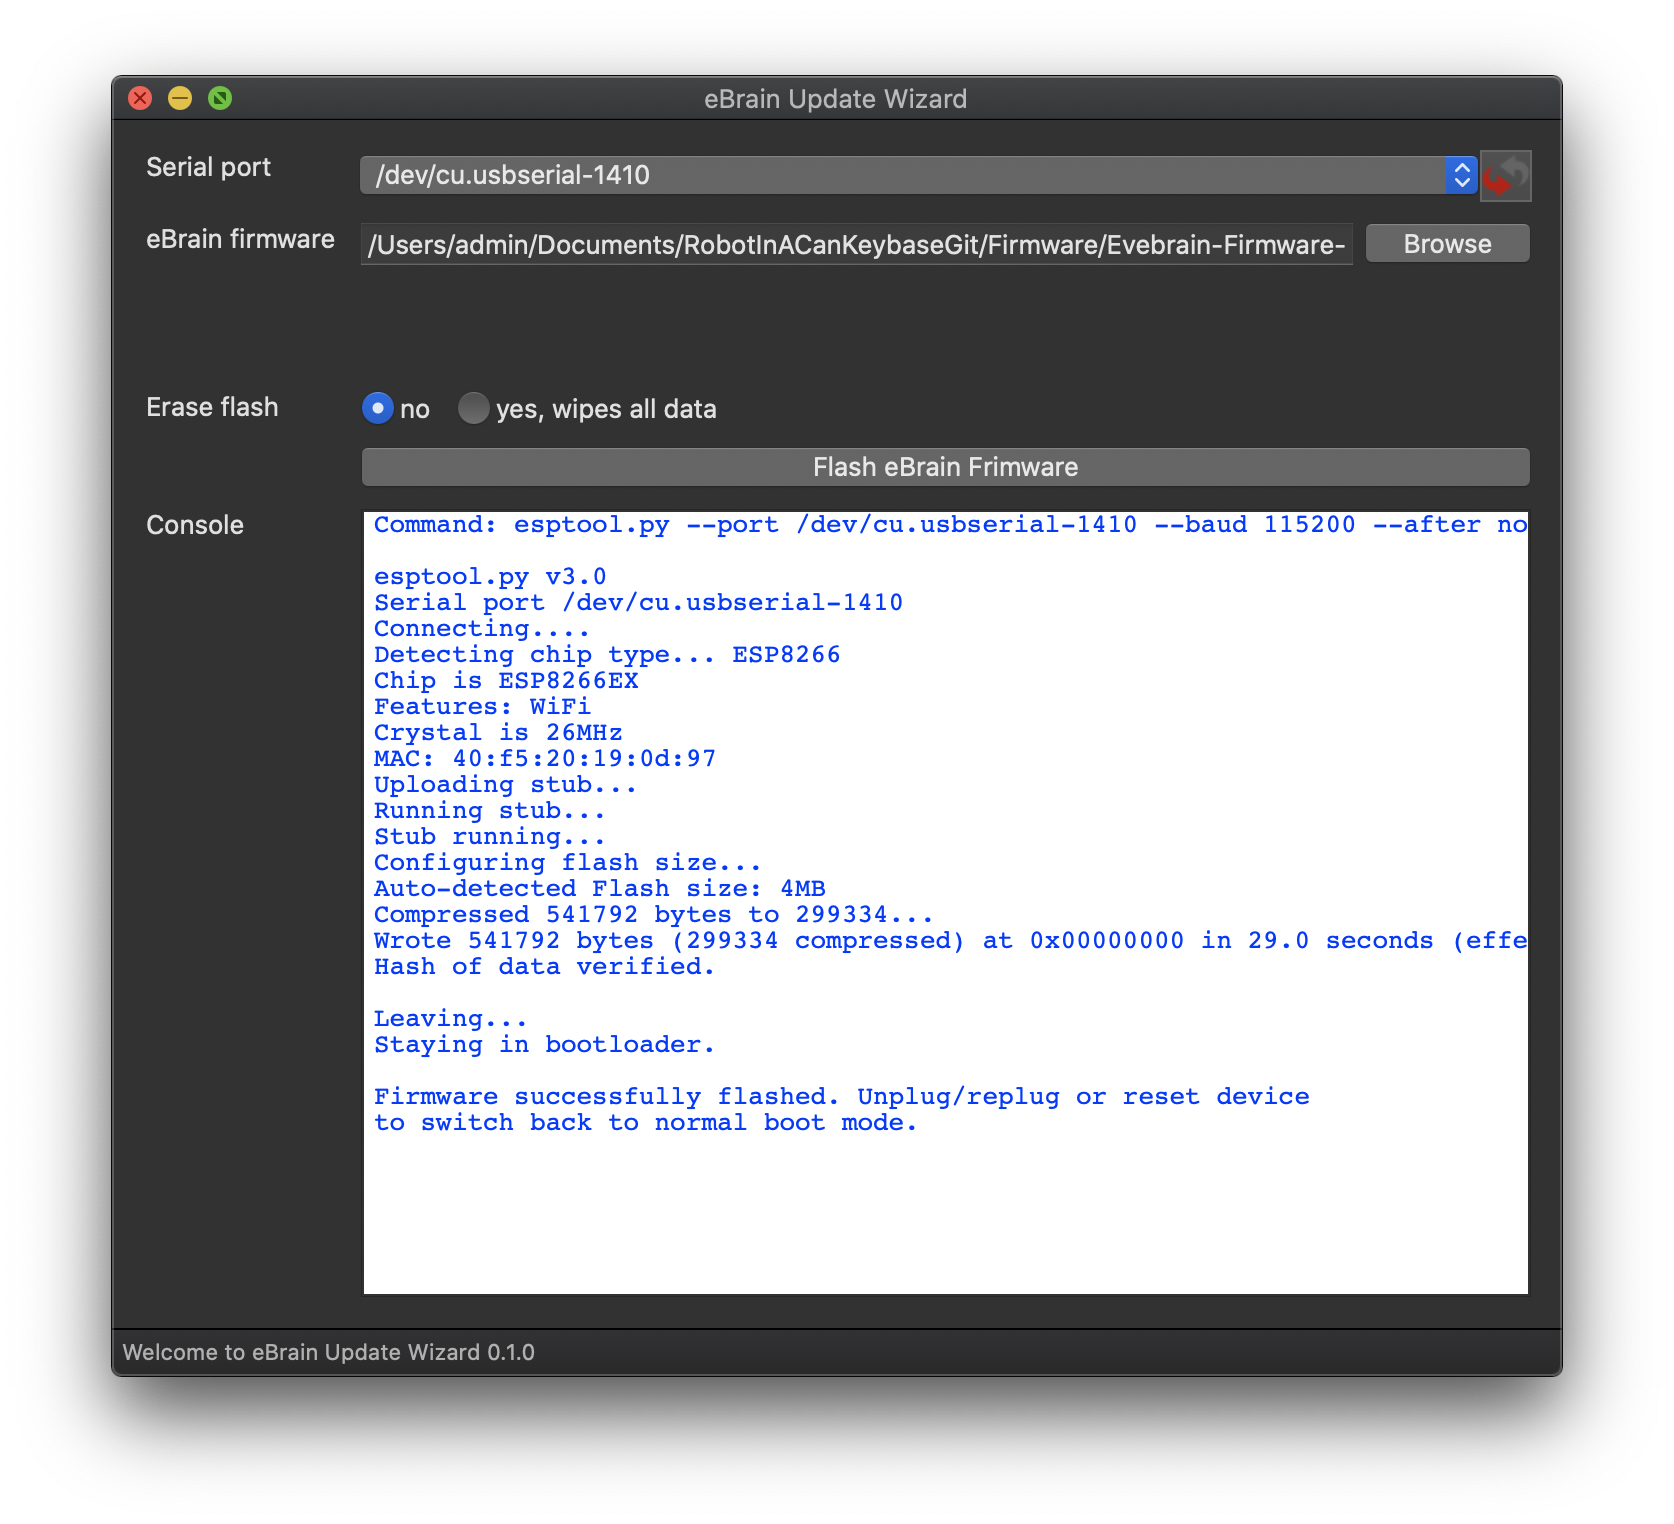 eBrain Update Wizard
Serial port
/dev/cu.usbserial-1410
eBrain firmware
/Users/admin/Documents/RobotInACanKeybaseGit/Firmware/Evebrain-Firmware-
Browse
Erase flash
no
yes, wipes all data
Flash eBrain Frimware
Console
Command: esptool.py --port /dev/cu.usbserial-1410 --baud 115200 --after no
esptool.py v3.0
Serial port /dev/cu.usbserial-1410
Connecting....
Detecting chip type... ESP8266
Chip is ESP8266EX
Features: WiFi
Crystal is 26MHz
MAC: 40:f5:20:19:0d:97
Uploading stub...
Running stub...
Stub running...
Configuring flash size...
Auto-detected Flash size: 4MB
Compressed 541792 bytes to 299334...
Wrote 541792 bytes (299334 compressed) at 0x00000000 in 29.0 seconds (effe
Hash of data verified.
Leaving...
Staying in bootloader.
Firmware successfully flashed. Unplug/replug or reset device
to switch back to normal boot mode.
Welcome to eBrain Update Wizard 0.1.0